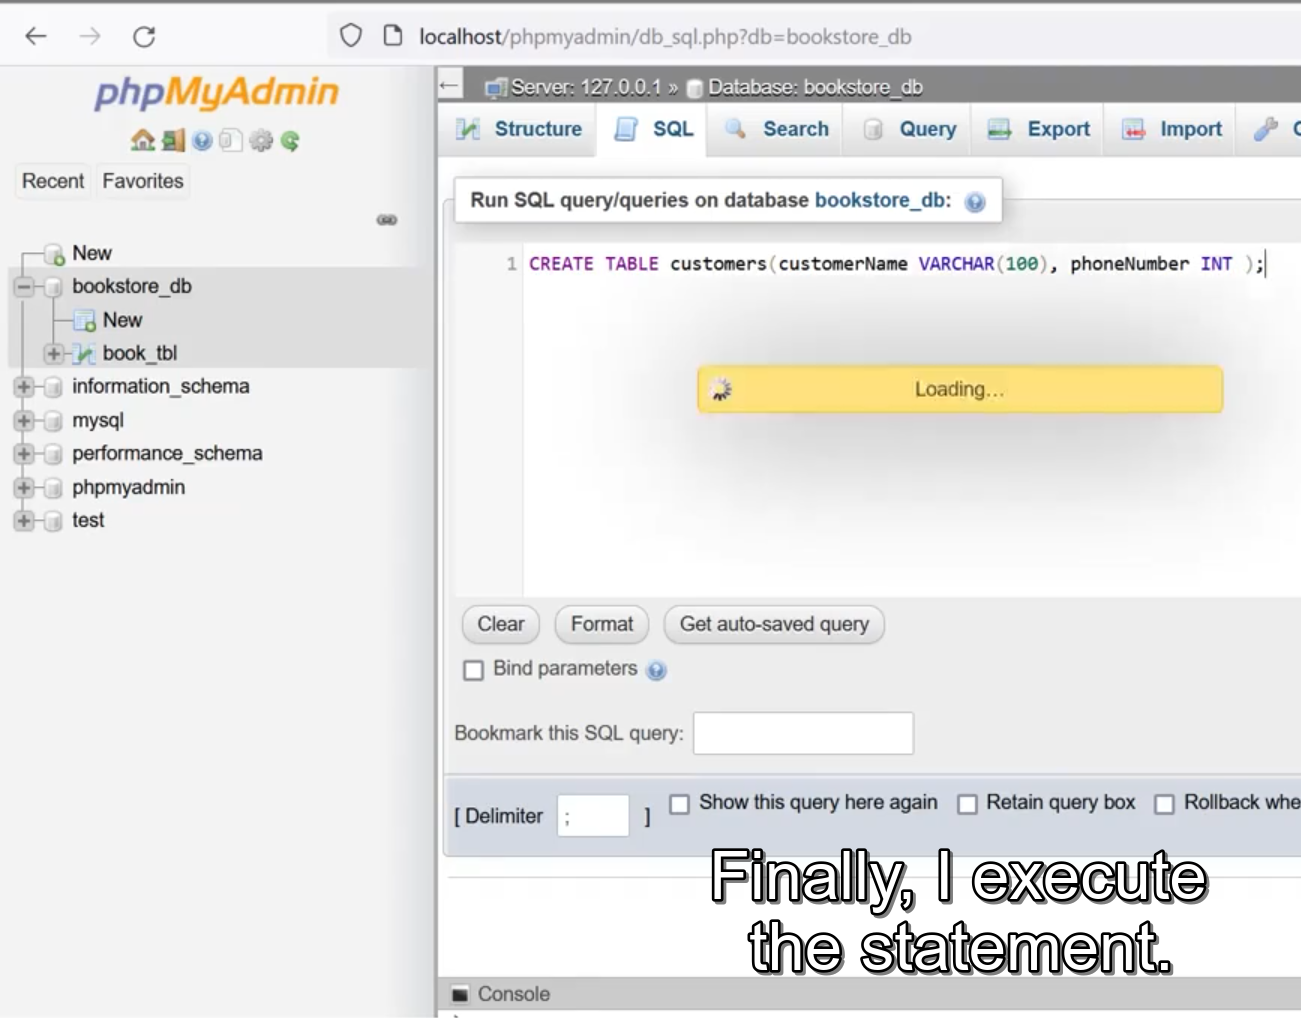 localhost/phpmyadmin/db_sql.php?db=bookstore_db
phpMyAdmin
Recent Favorites
New
bookstore_db
New
book_tbl
information_schema
mysql
performance_schema
phpmyadmin
test
Server: 127.0.0.1 » Database: bookstore_db
Structure SQL Search Query Export Import
Run SQL query/queries on database bookstore_db:
1 CREATE TABLE customers(customerName VARCHAR(100), phoneNumber INT );
Loading...
Clear Format Get auto-saved query
Bind parameters
Bookmark this SQL query:
[ Delimiter ; ] Show this query here again Retain query box Rollback whe
Finally, I execute
the statement.
Console